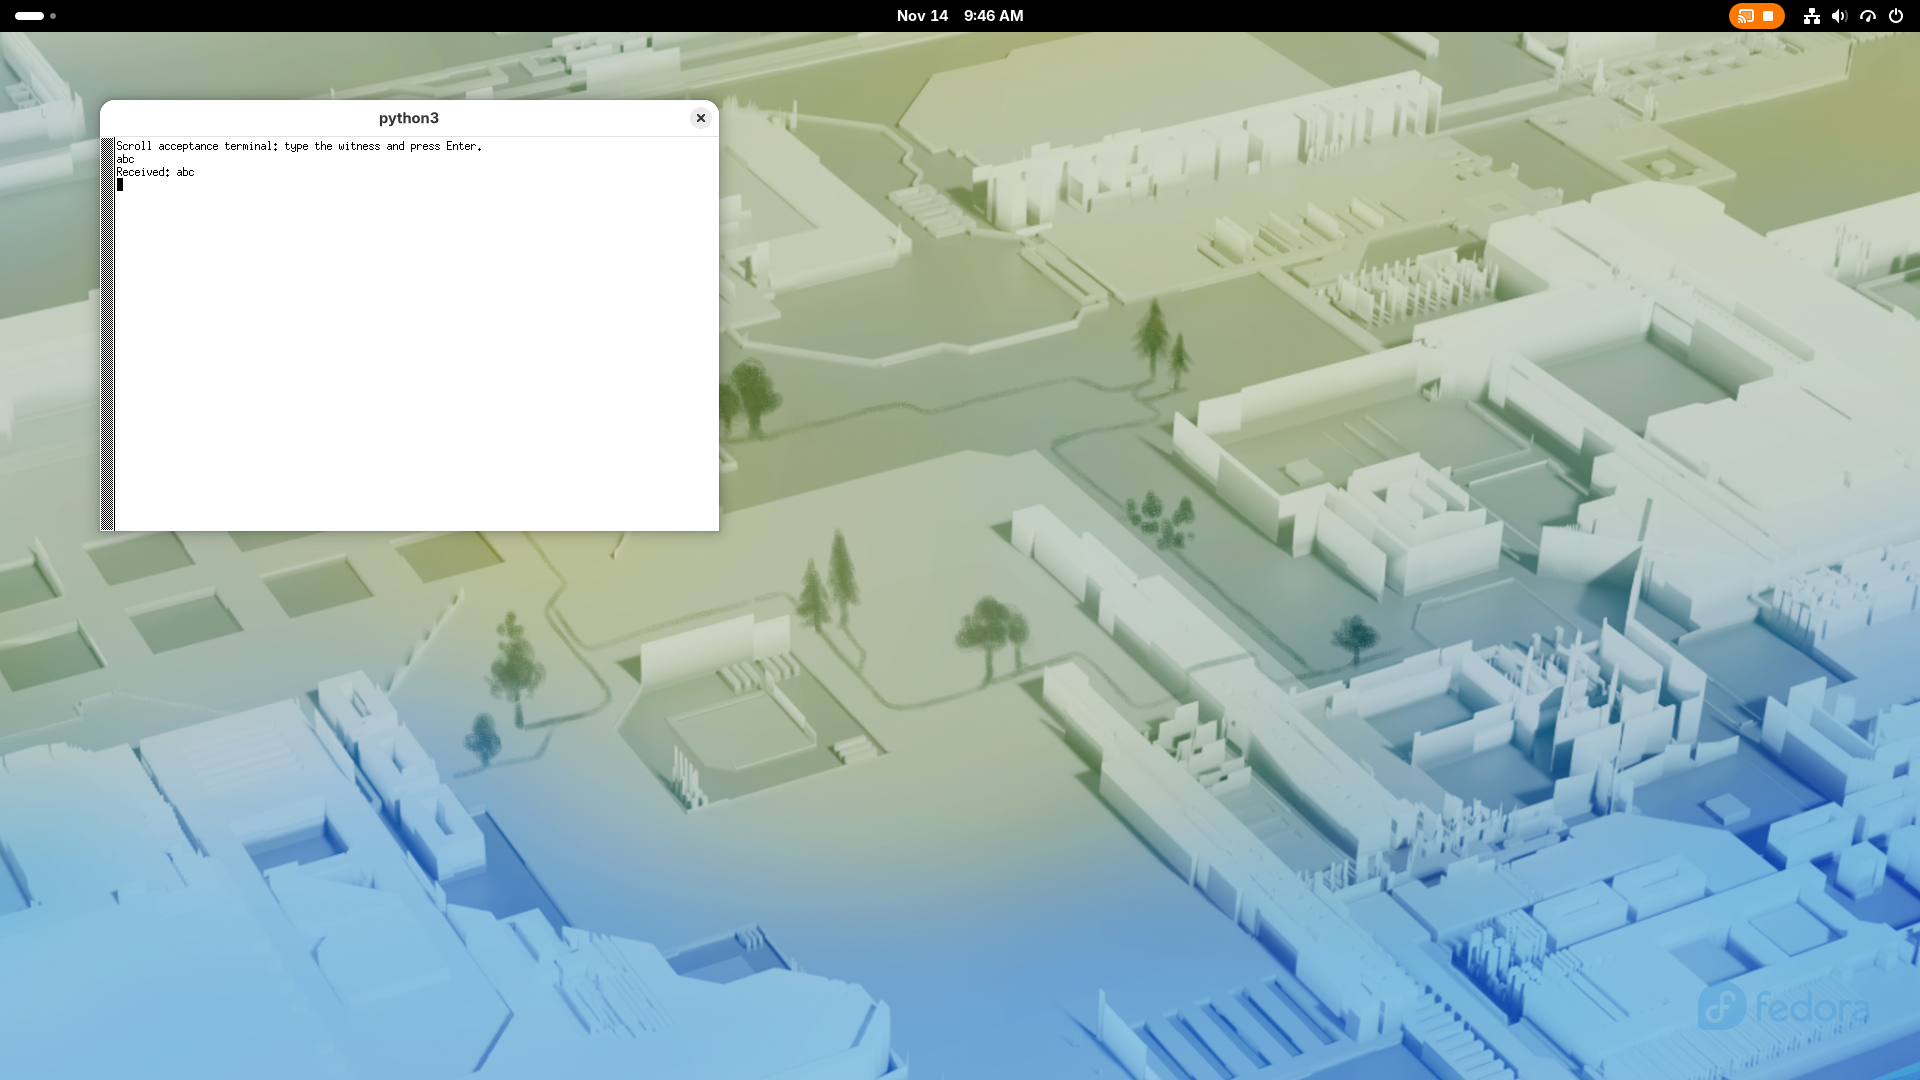 Nov 14 9:46 AM
python3
Scroll acceptance terminal: type the witness and press Enter.
abc
Received: abc
fedora